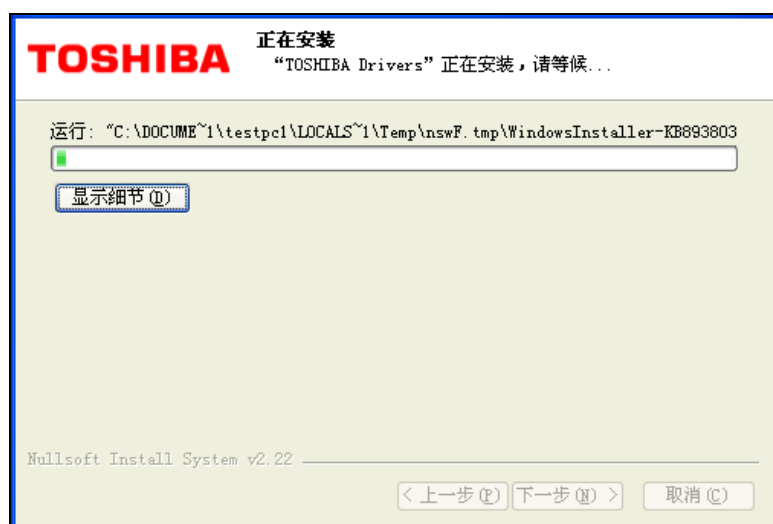 TOSHIBA
正在安装
“TOSHIBA Drivers”正在安装，请等候...
运行: “C:\DOCUME~1\testpc1\LOCALS~1\Temp\nswF.tmp\WindowsInstaller-KB893803
显示细节(D)
Nullsoft Install System v2.22
< 上一步(P) 下一步(N) > 取消(C)